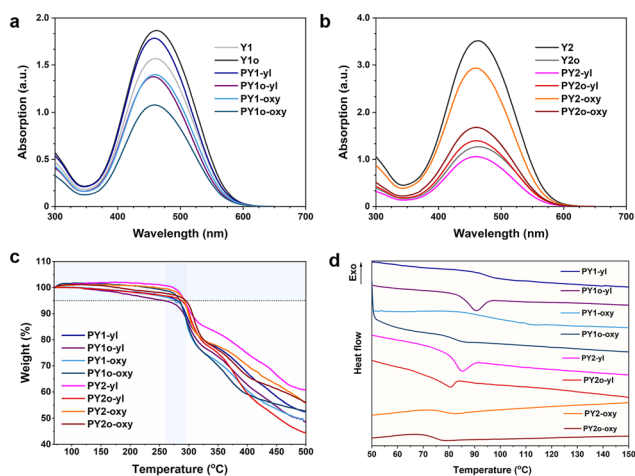 a
2.0
1.5
1.0
0.5
0.0
Absorption (a.u.)
300
400
500
600
700
Wavelength (nm)
Y1
Y1o
PY1-yl
PY1o-yl
PY1-oxy
PY1o-oxy
b
4.0
3.0
2.0
1.0
0.0
Absorption (a.u.)
300
400
500
600
700
Wavelength (nm)
Y2
Y2o
PY2-yl
PY2o-yl
PY2-oxy
PY2o-oxy
c
110
100
90
80
70
60
50
40
Weight (%)
100
200
300
400
500
Temperature (°C)
PY1-yl
PY1o-yl
PY1-oxy
PY1o-oxy
PY2-yl
PY2o-yl
PY2-oxy
PY2o-oxy
d
Exo
Heat flow
50
60
70
80
90
100
110
120
130
140
150
Temperature (°C)
PY1-yl
PY1o-yl
PY1-oxy
PY1o-oxy
PY2-yl
PY2o-yl
PY2-oxy
PY2o-oxy